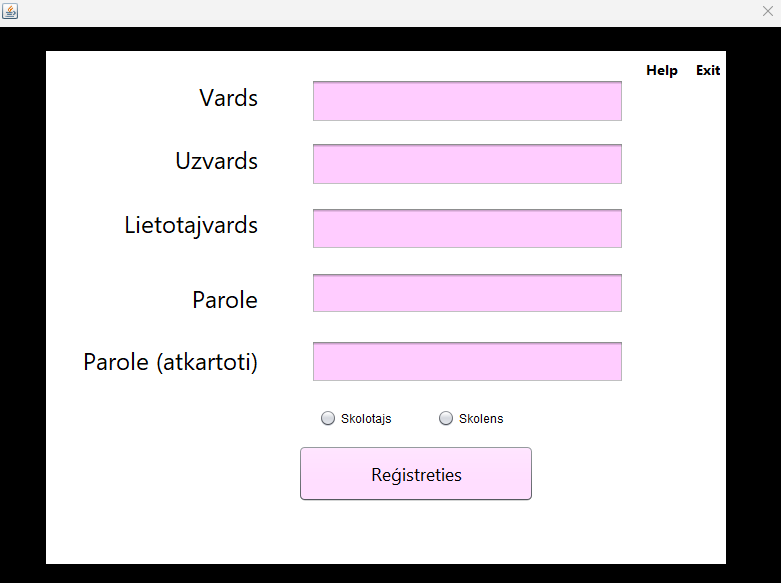 Help Exit
Vards
Uzvards
Lietotajvards
Parole
Parole (atkartoti)
Skolotajs Skolens
Reģistreties